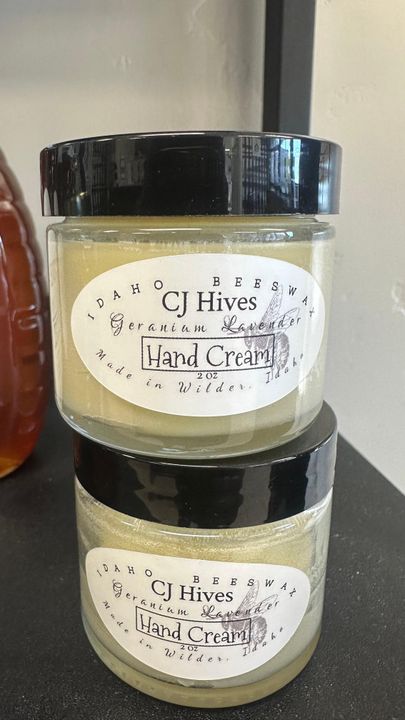 IDAHO BEESWAX
CJ Hives
Geranium Lavender
Hand Cream
2 oz
Made in Wilder, Idaho
IDAHO BEESWAX
CJ Hives
Geranium Lavender
Hand Cream
2 oz
Made in Wilder, Idaho